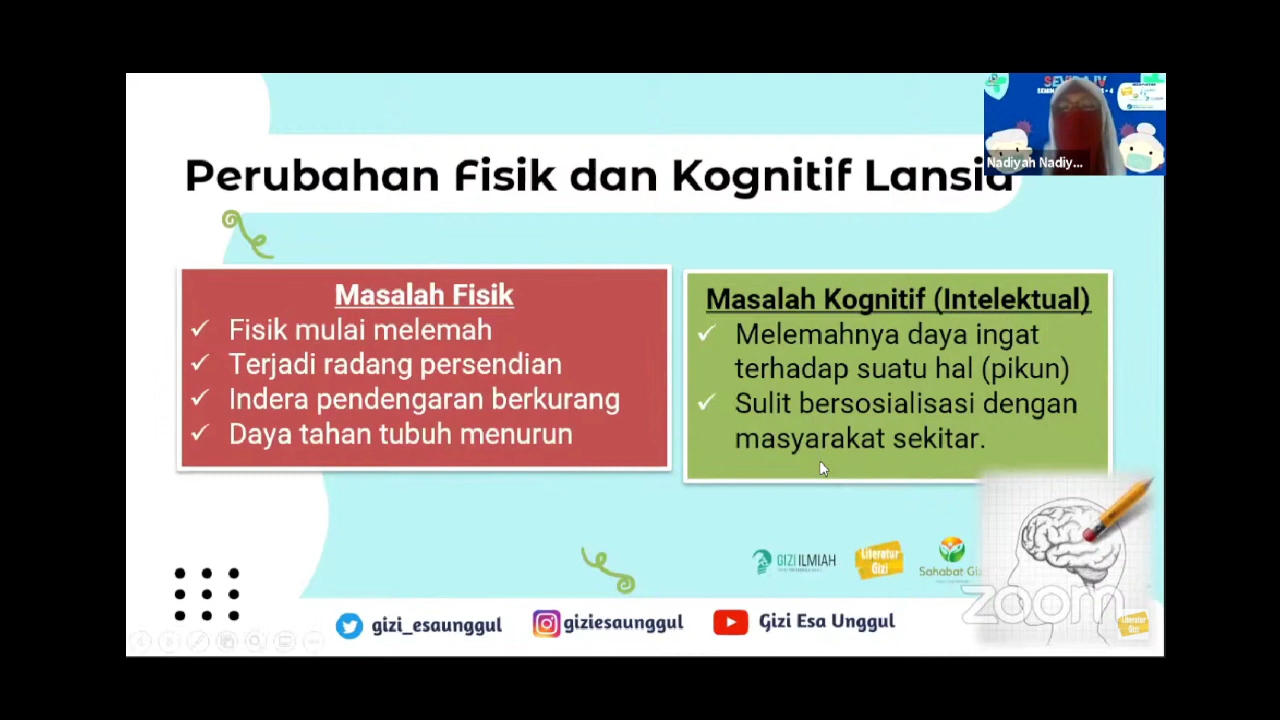 Perubahan Fisik dan Kognitif Lansia
Nadiyah Nadiy...
Masalah Fisik
✓ Fisik mulai melemah
✓ Terjadi radang persendian
✓ Indera pendengaran berkurang
✓ Daya tahan tubuh menurun
Masalah Kognitif (Intelektual)
✓ Melemahnya daya ingat
terhadap suatu hal (pikun)
✓ Sulit bersosialisasi dengan
masyarakat sekitar.
GIZI ILMIAH
Literatur
Gizi
Sahabat
zoom
Literatur
Gizi
gizi_esaunggul
giziesaunggul
Gizi Esa Unggul